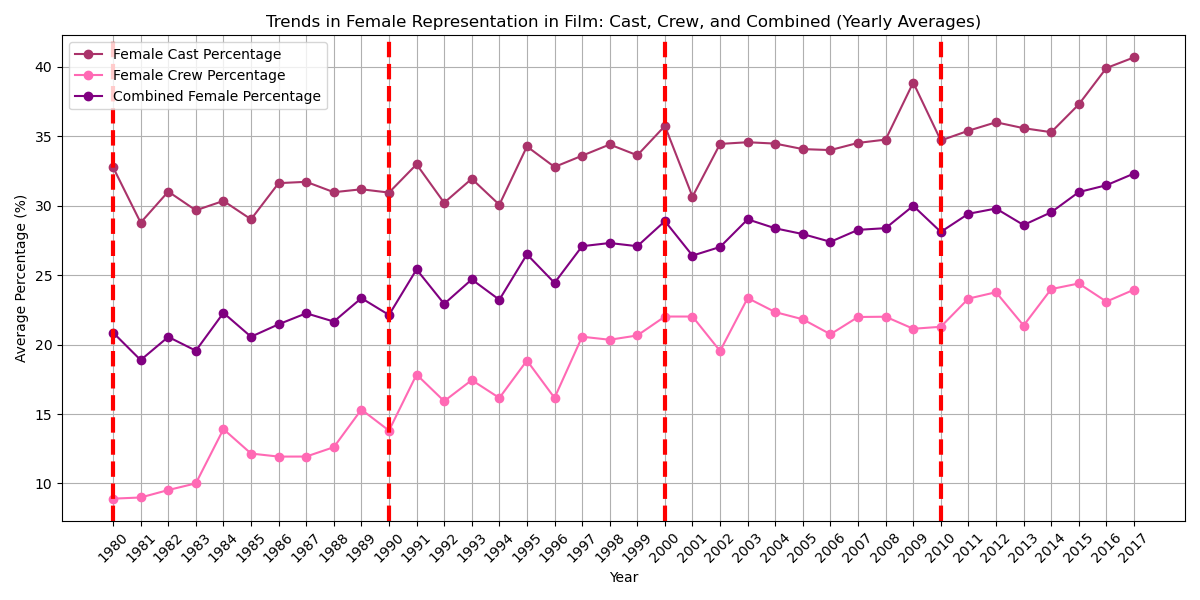 Trends in Female Representation in Film: Cast, Crew, and Combined (Yearly Averages)
Female Cast Percentage
Female Crew Percentage
Combined Female Percentage
Average Percentage (%)
40
35
30
25
20
15
10
1980 1981 1982 1983 1984 1985 1986 1987 1988 1989 1990 1991 1992 1993 1994 1995 1996 1997 1998 1999 2000 2001 2002 2003 2004 2005 2006 2007 2008 2009 2010 2011 2012 2013 2014 2015 2016 2017
Year